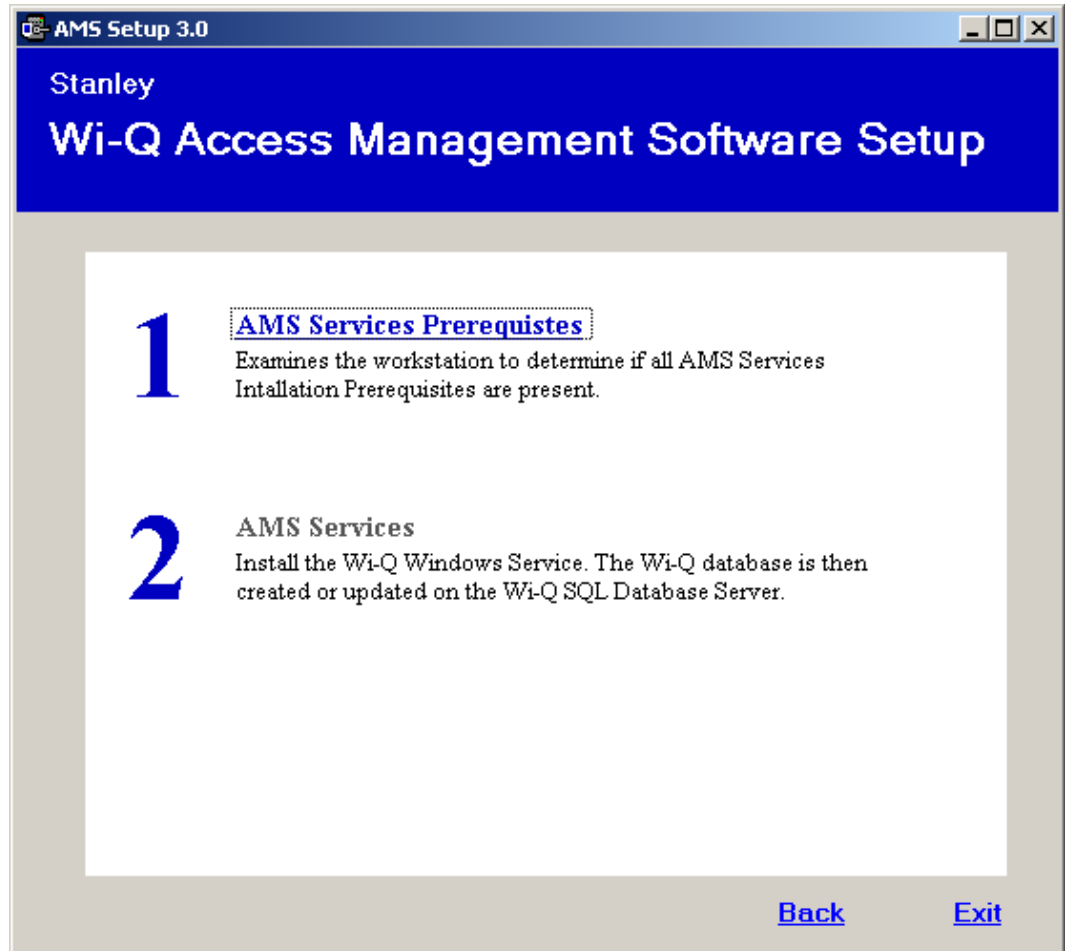 AMS Setup 3.0
Stanley
Wi-Q Access Management Software Setup
1
AMS Services Prerequistes
Examines the workstation to determine if all AMS Services
Intallation Prerequisites are present.
2
AMS Services
Install the Wi-Q Windows Service. The Wi-Q database is then
created or updated on the Wi-Q SQL Database Server.
Back Exit